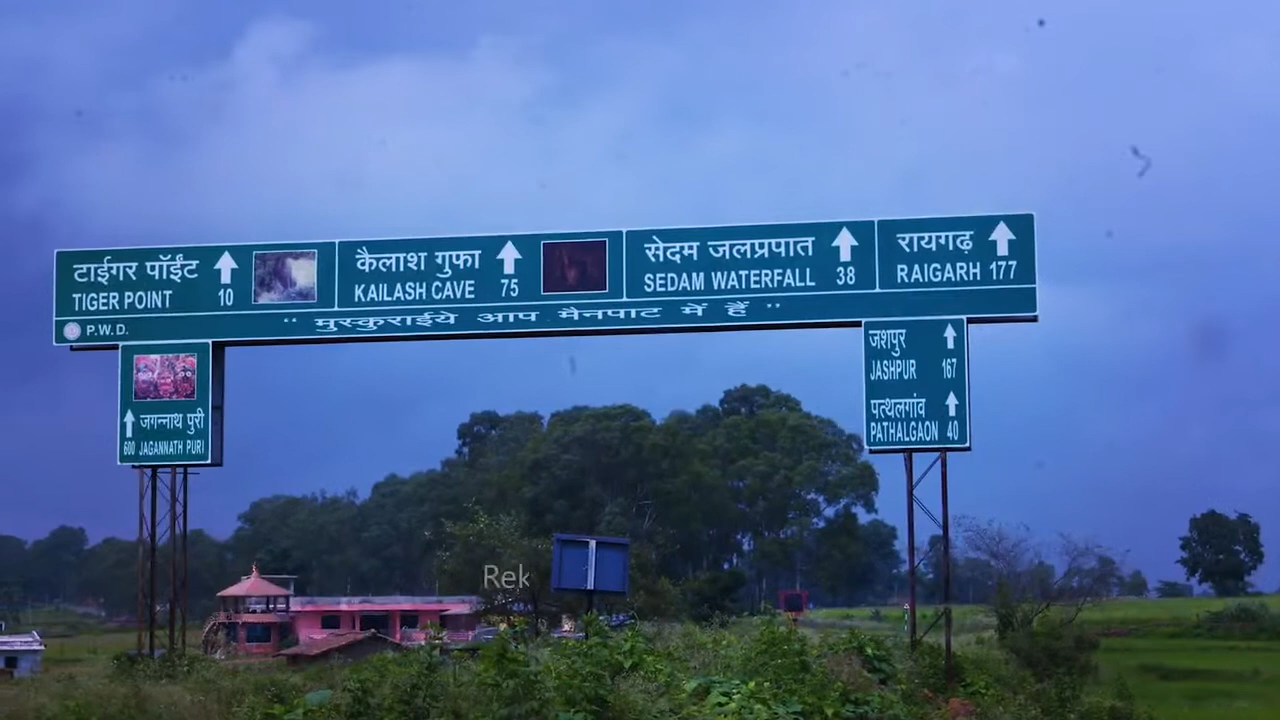 टाईगर पॉईंट
TIGER POINT 10
कैलाश गुफा
KAILASH CAVE 75
सेदम जलप्रपात
SEDAM WATERFALL 38
रायगढ़
RAIGARH 177
P.W.D.
“ मुस्कुराईये आप मैनपाट में हैं ”
जगन्नाथ पुरी
600 JAGANNATH PURI
जशपुर
JASHPUR 167
पत्थलगांव
PATHALGAON 40
Rek